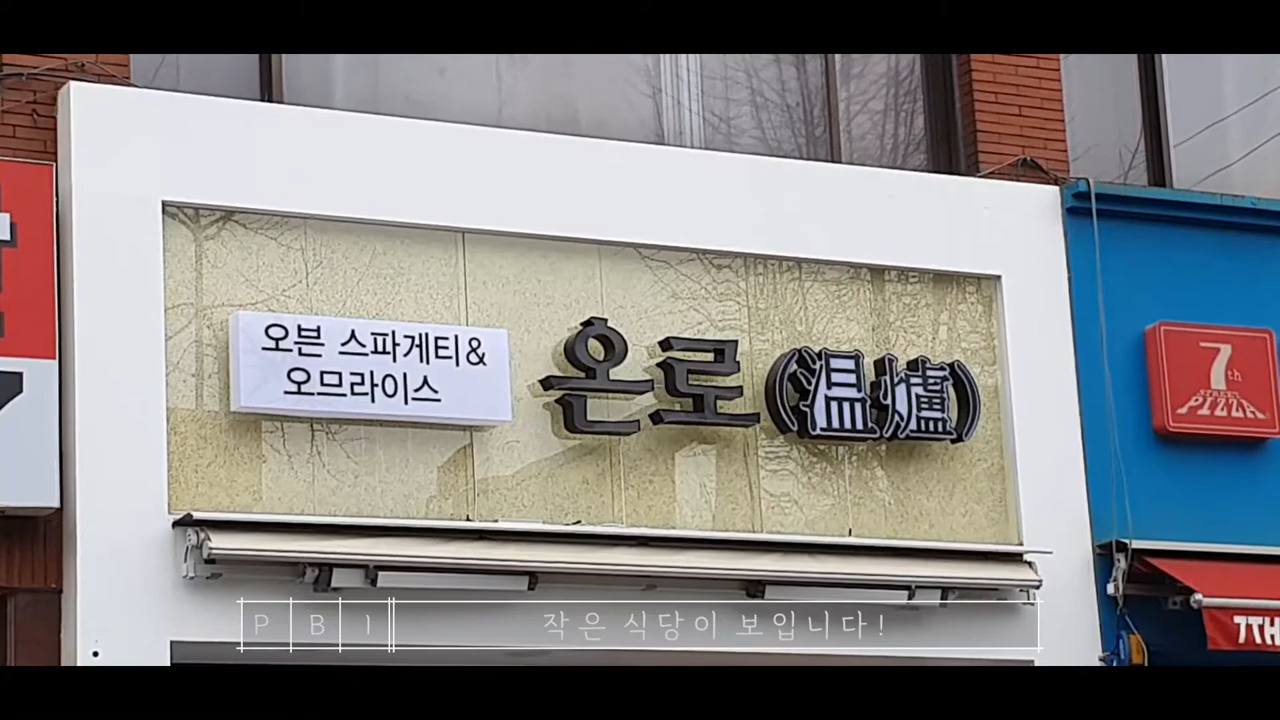 오븐 스파게티&
오므라이스
온로(温爐)
7th
STREET
PIZZA
7TH
P B I
작은 식당이 보입니다!